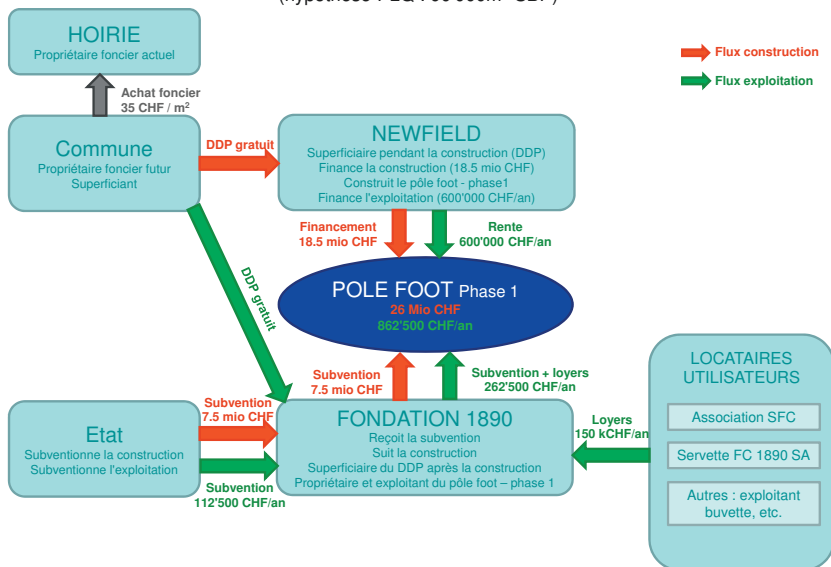 (hypothèse
HOIRIE
Propriétaire foncier actuel
Flux construction
Flux exploitation
Achat foncier
35 CHF / m²
Commune
Propriétaire foncier futur
Superficiant
DDP gratuit
NEWFIELD
Superficiaire pendant la construction (DDP)
Finance la construction (18.5 mio CHF)
Construit le pôle foot - phase1
Finance l'exploitation (600'000 CHF/an)
Financement
18.5 mio CHF
Rente
600'000 CHF/an
DDP gratuit
POLE FOOT Phase 1
26 Mio CHF
862'500 CHF/an
Subvention
7.5 mio CHF
Subvention + loyers
262'500 CHF/an
Etat
Subventionne la construction
Subventionne l'exploitation
Subvention
7.5 mio CHF
Subvention
112'500 CHF/an
FONDATION 1890
Reçoit la subvention
Suit la construction
Superficiaire du DDP après la construction
Propriétaire et exploitant du pôle foot – phase 1
Loyers
150 kCHF/an
LOCATAIRES
UTILISATEURS
Association SFC
Servette FC 1890 SA
Autres : exploitant
buvette, etc.